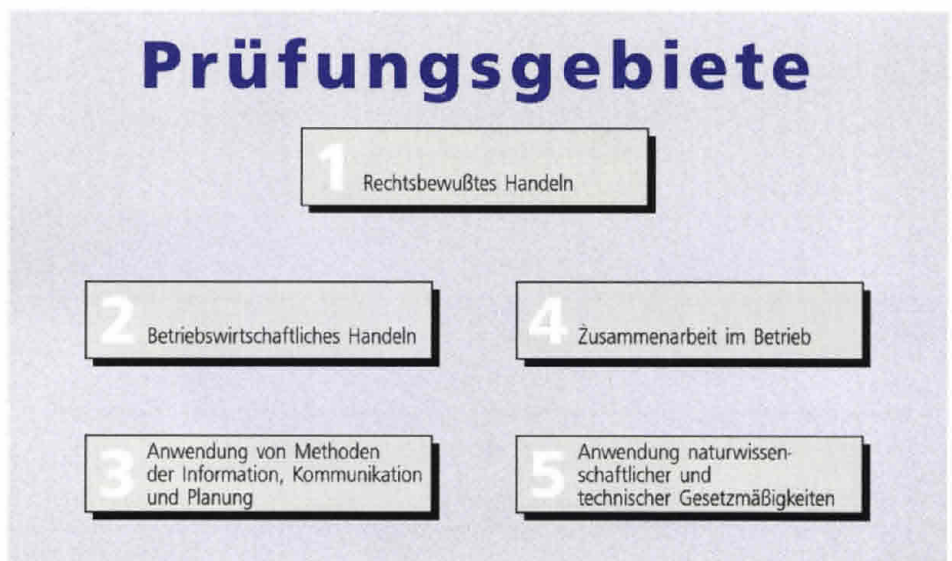 Prüfungsgebiete
1 Rechtsbewußtes Handeln
2 Betriebswirtschaftliches Handeln
3 Anwendung von Methoden
der Information, Kommunikation
und Planung
4 Zusammenarbeit im Betrieb
5 Anwendung naturwissen-
schaftlicher und
technischer Gesetzmäßigkeiten